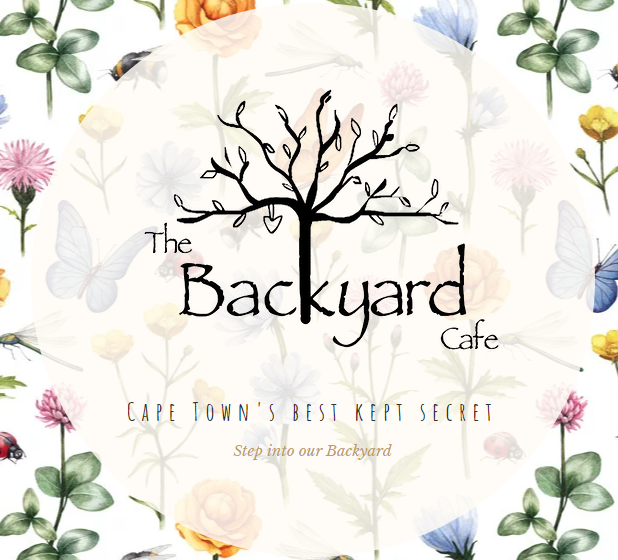 The
Backyard
Cafe
Cape Town's best kept secret
Step into our Backyard